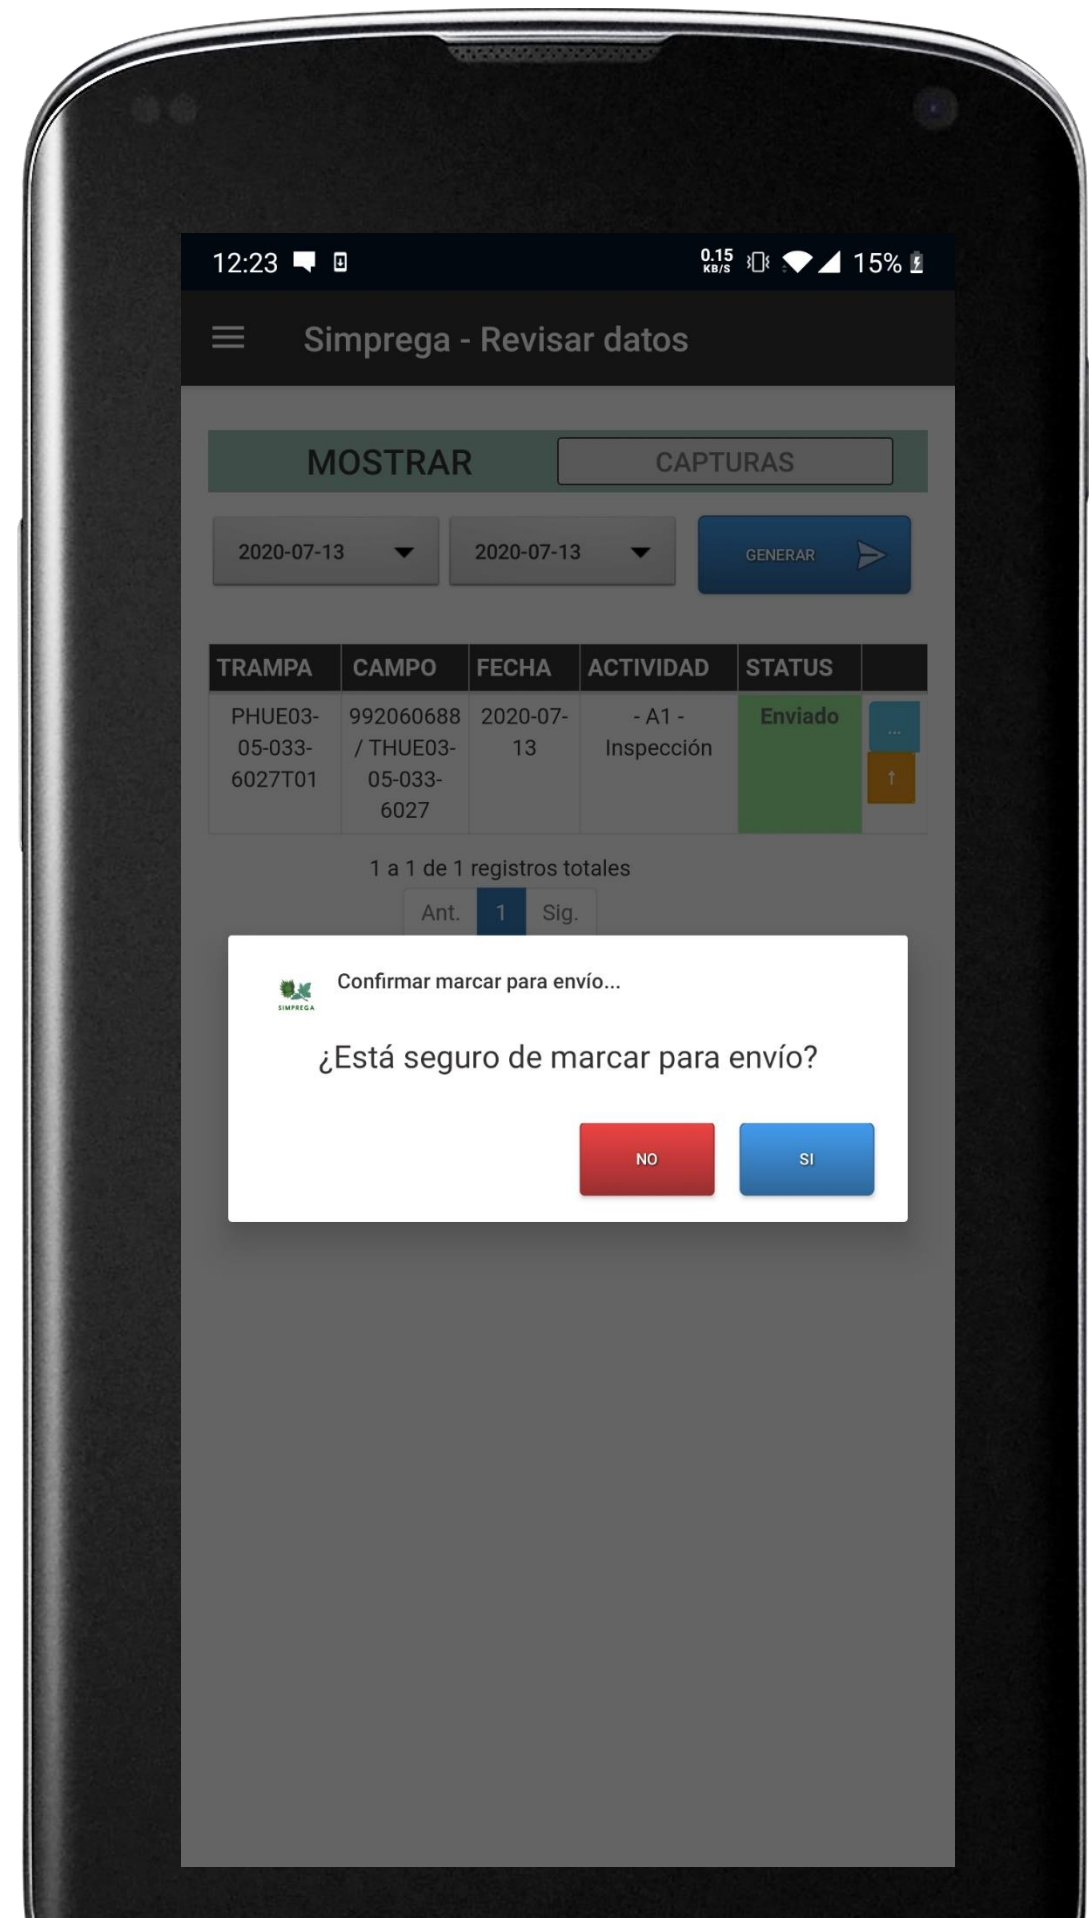 12:23
0.15
KB/S
15%
Simprega - Revisar datos
MOSTRAR
CAPTURAS
2020-07-13
2020-07-13
GENERAR
TRAMPA CAMPO FECHA ACTIVIDAD STATUS
PHUE03- 992060688 2020-07- - A1 - Enviado ...
05-033- / THUE03- 13 Inspección
6027T01 05-033- ↑
6027
1 a 1 de 1 registros totales
Ant. 1 Sig.
Confirmar marcar para envío...
SIMPREGA
¿Está seguro de marcar para envío?
NO
SI